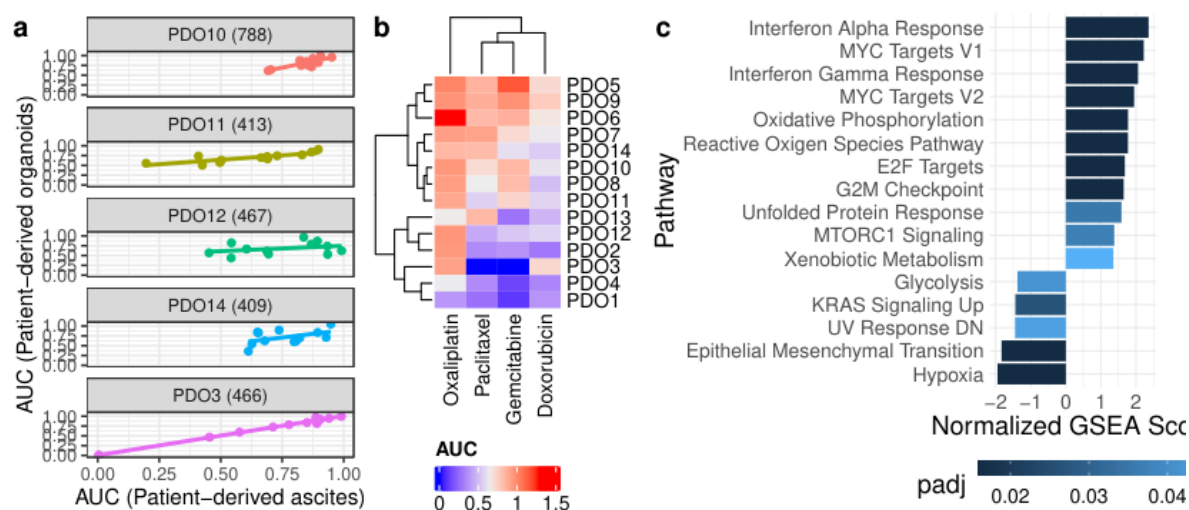 a
PDO10 (788)
1.00
0.75
0.50
0.25
0.00
PDO11 (413)
1.00
0.75
0.50
0.25
0.00
PDO12 (467)
1.00
0.75
0.50
0.25
0.00
PDO14 (409)
1.00
0.75
0.50
0.25
0.00
PDO3 (466)
1.00
0.75
0.50
0.25
0.00
0.00 0.25 0.50 0.75 1.00
AUC (Patient-derived organoids)
AUC (Patient-derived ascites)
b
PDO5
PDO9
PDO6
PDO7
PDO14
PDO10
PDO8
PDO11
PDO13
PDO12
PDO2
PDO3
PDO4
PDO1
Oxaliplatin
Paclitaxel
Gemcitabine
Doxorubicin
AUC
0 0.5 1 1.5
c
Pathway
Interferon Alpha Response
MYC Targets V1
Interferon Gamma Response
MYC Targets V2
Oxidative Phosphorylation
Reactive Oxigen Species Pathway
E2F Targets
G2M Checkpoint
Unfolded Protein Response
MTORC1 Signaling
Xenobiotic Metabolism
Glycolysis
KRAS Signaling Up
UV Response DN
Epithelial Mesenchymal Transition
Hypoxia
−2 −1 0 1 2
Normalized GSEA Sco
padj
0.02 0.03 0.04